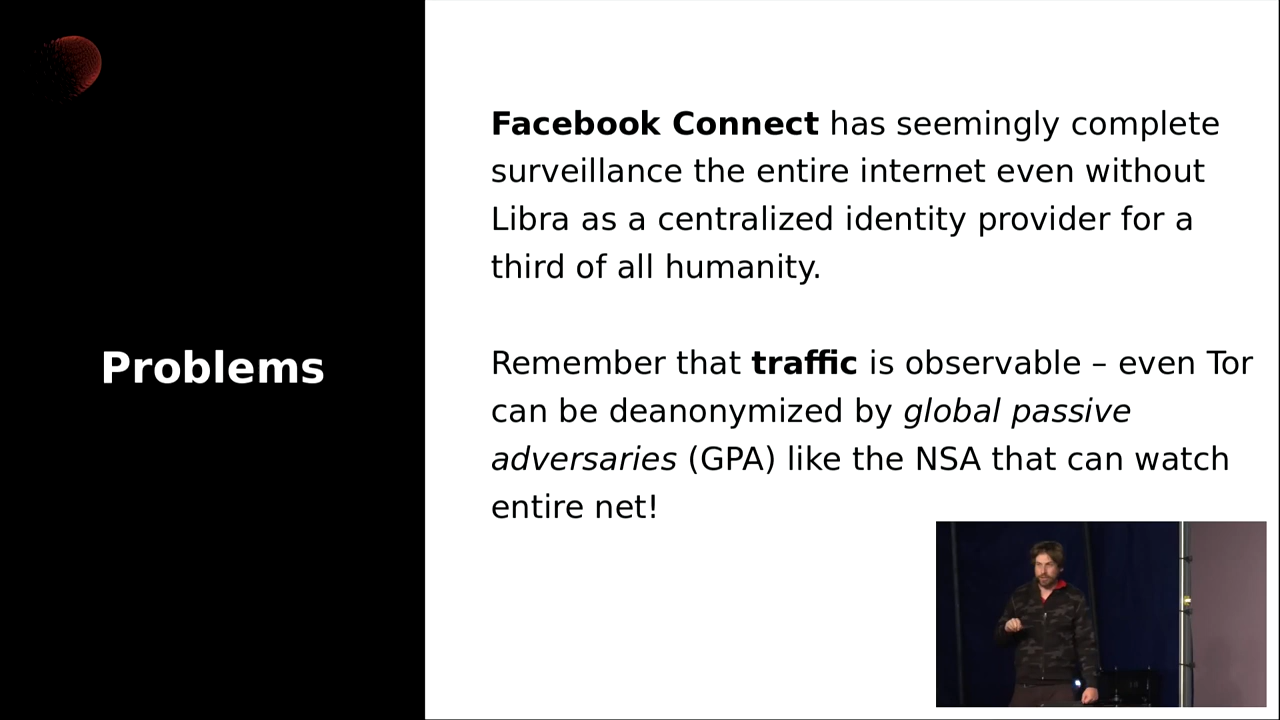 Problems
Facebook Connect has seemingly complete
surveillance the entire internet even without
Libra as a centralized identity provider for a
third of all humanity.
Remember that traffic is observable – even Tor
can be deanonymized by global passive
adversaries (GPA) like the NSA that can watch
entire net!